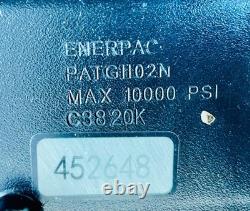 ENERPAC
PATG1102N
MAX 10000 PSI
C3820K
452648